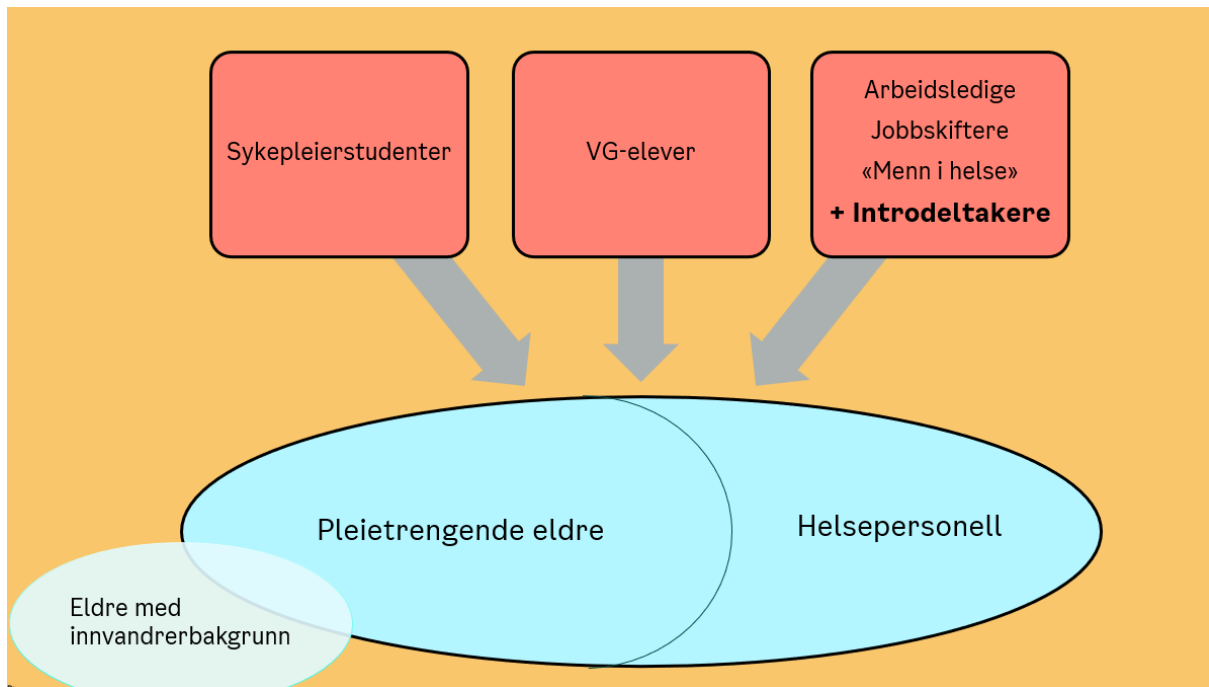 Sykepleierstudenter
VG-elever
Arbeidsledige
Jobbskiftere
«Menn i helse»
+ Introdeltakere
Pleietrengende eldre
Helsepersonell
Eldre med
innvandrerbakgrunn